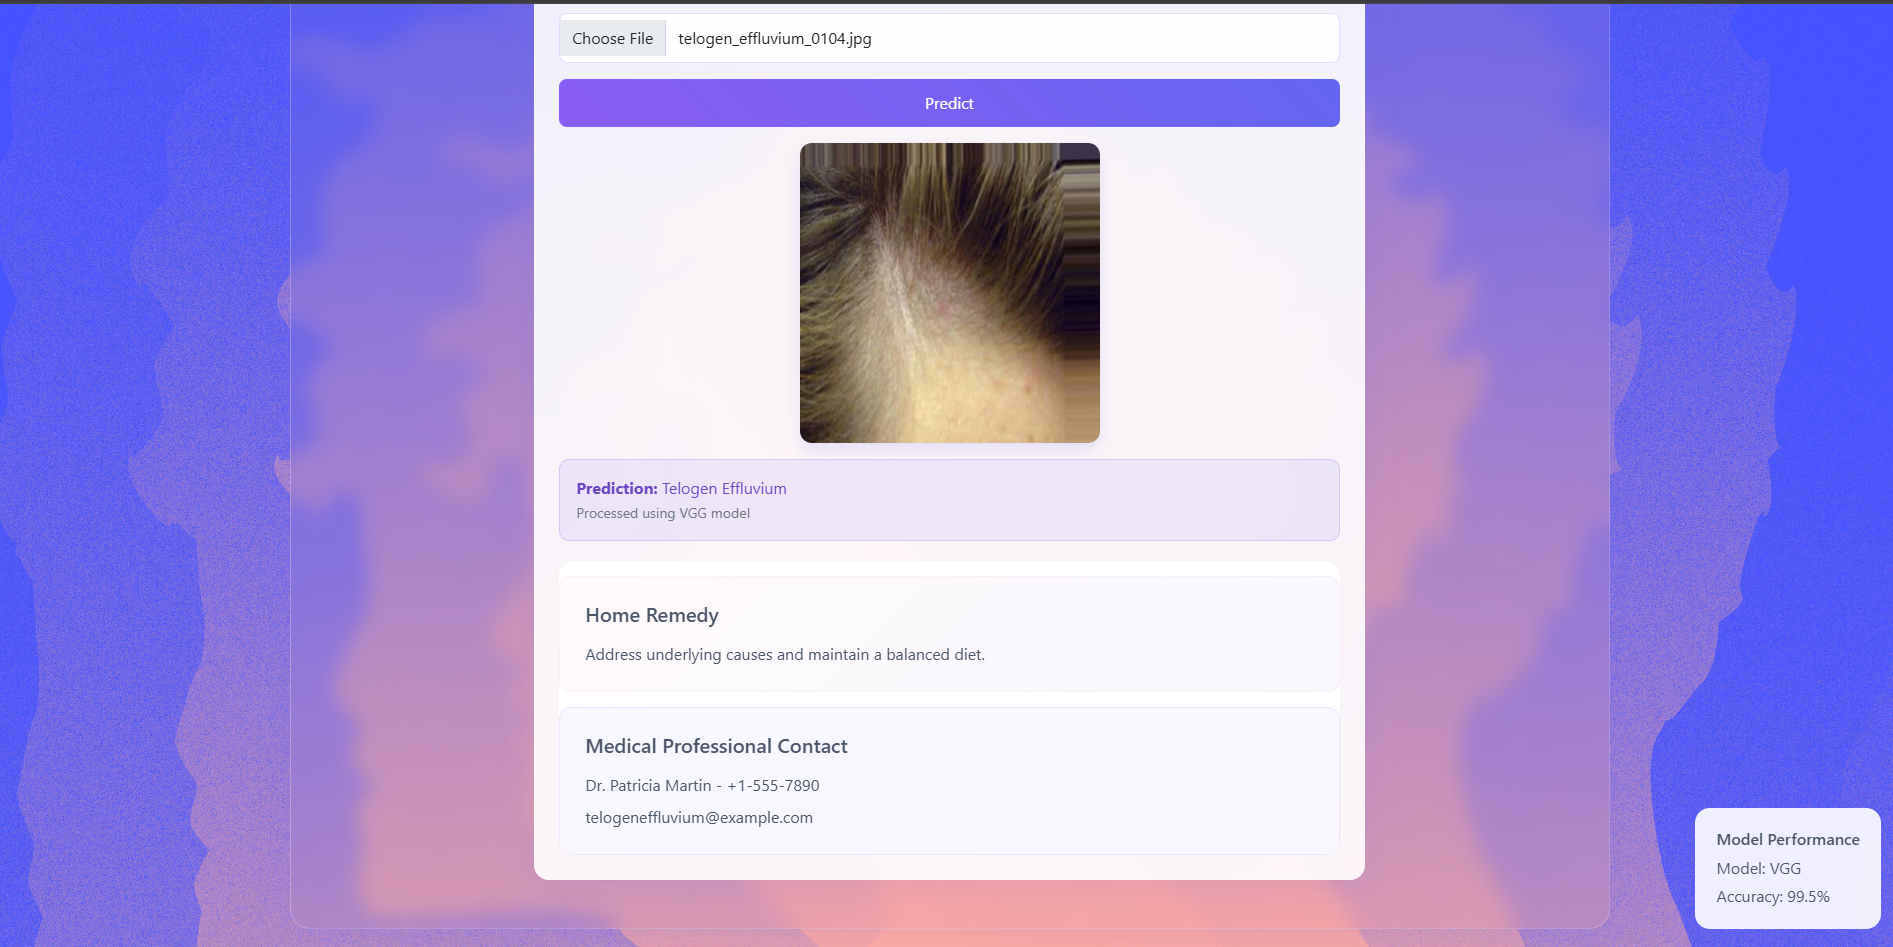 Choose File telogen_effluvium_0104.jpg
Predict
Prediction: Telogen Effluvium
Processed using VGG model
Home Remedy
Address underlying causes and maintain a balanced diet.
Medical Professional Contact
Dr. Patricia Martin - +1-555-7890
telogeneffluvium@example.com
Model Performance
Model: VGG
Accuracy: 99.5%